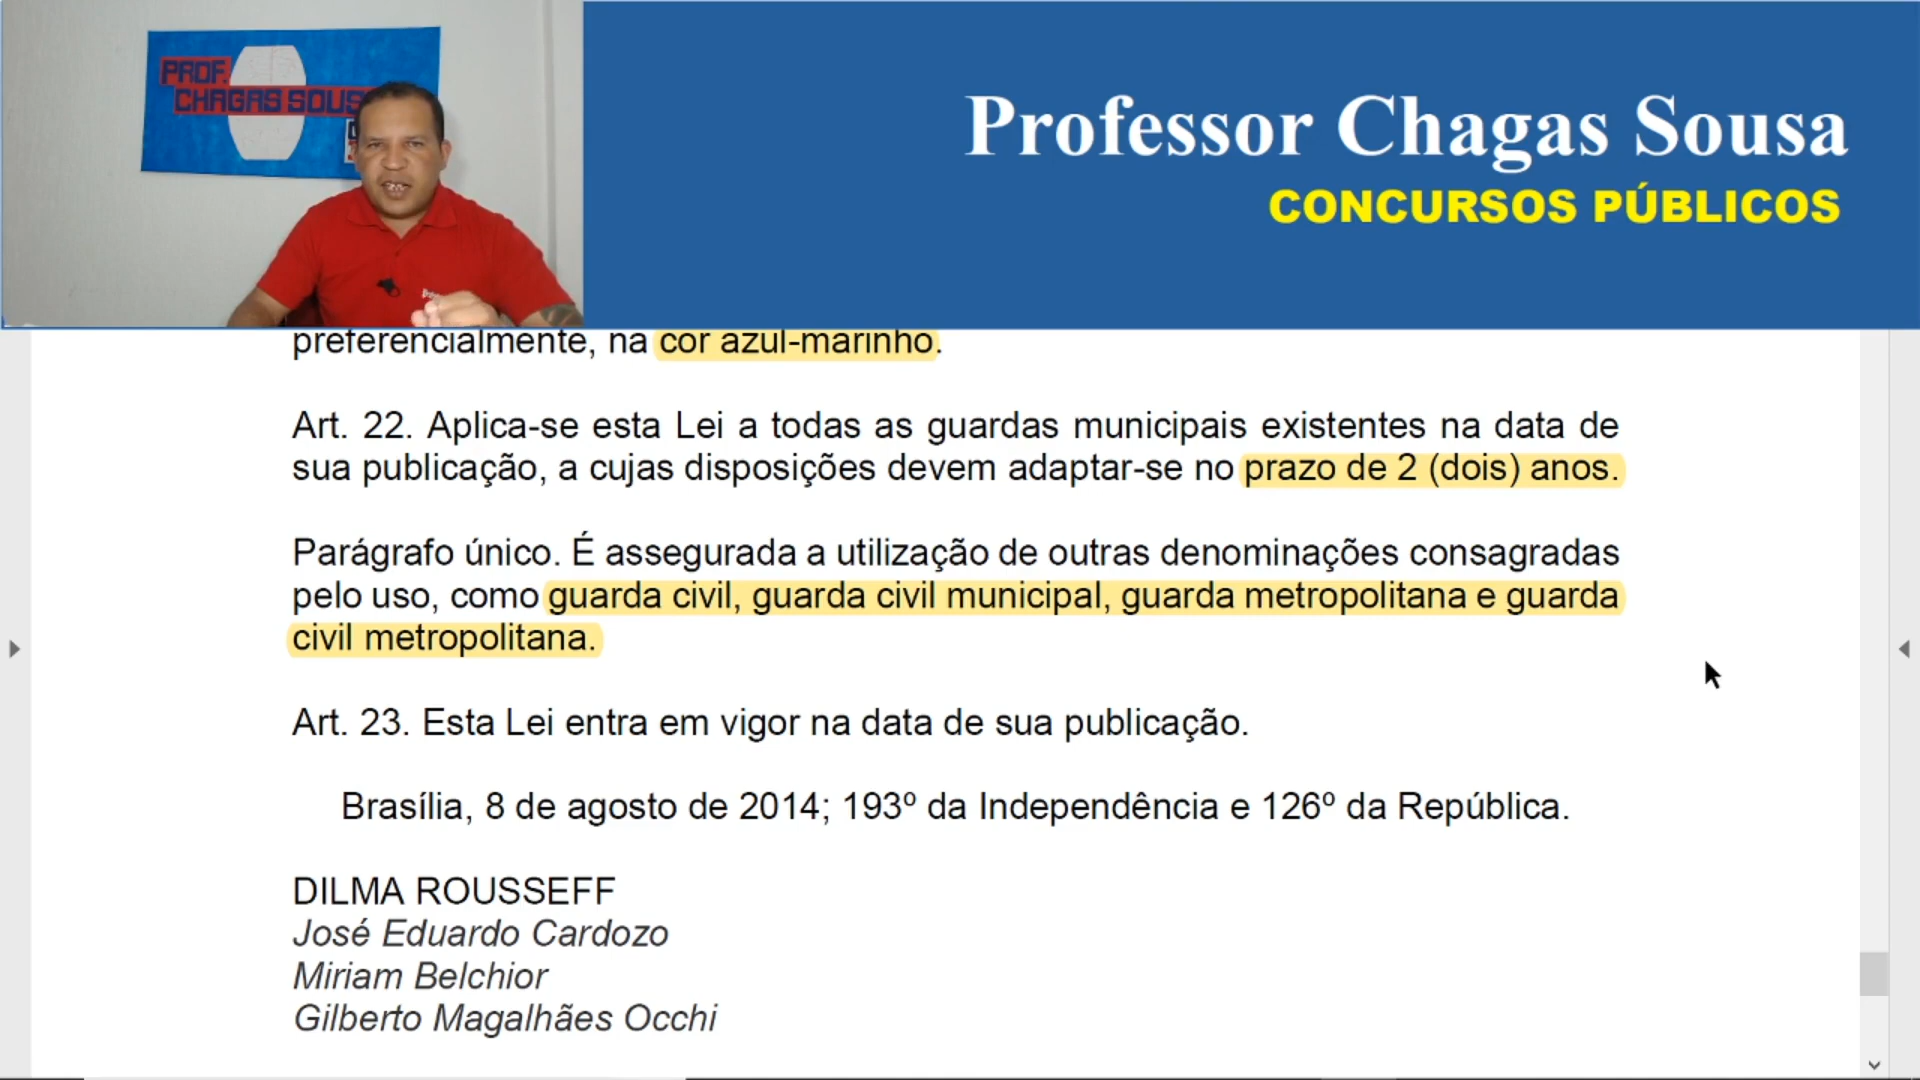 PROF.
CHAGAS SOUS
Professor Chagas Sousa
CONCURSOS PÚBLICOS
preferencialmente, na cor azul-marinho.
Art. 22. Aplica-se esta Lei a todas as guardas municipais existentes na data de
sua publicação, a cujas disposições devem adaptar-se no prazo de 2 (dois) anos.
Parágrafo único. É assegurada a utilização de outras denominações consagradas
pelo uso, como guarda civil, guarda civil municipal, guarda metropolitana e guarda
civil metropolitana.
Art. 23. Esta Lei entra em vigor na data de sua publicação.
Brasília, 8 de agosto de 2014; 193º da Independência e 126º da República.
DILMA ROUSSEFF
José Eduardo Cardozo
Miriam Belchior
Gilberto Magalhães Occhi